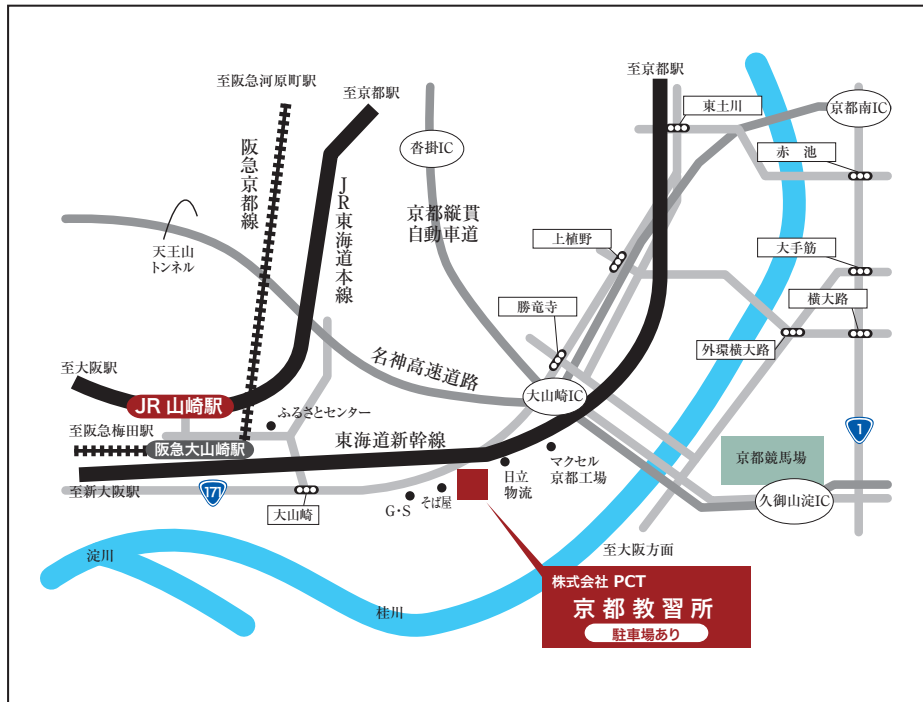 至阪急河原町駅
至京都駅
至京都駅
東土川
京都南IC
沓掛IC
赤 池
阪急京都線
JR東海道本線
京都縦貫
自動車道
天王山
トンネル
上植野
大手筋
勝竜寺
横大路
外環横大路
名神高速道路
至大阪駅
JR 山崎駅
大山崎IC
ふるさとセンター
至阪急梅田駅
阪急大山崎駅
東海道新幹線
1
京都競馬場
マクセル
京都工場
日立
物流
至新大阪駅
171
大山崎
G・S
そば屋
久御山淀IC
至大阪方面
淀川
桂川
株式会社 PCT
京都教習所
駐車場あり